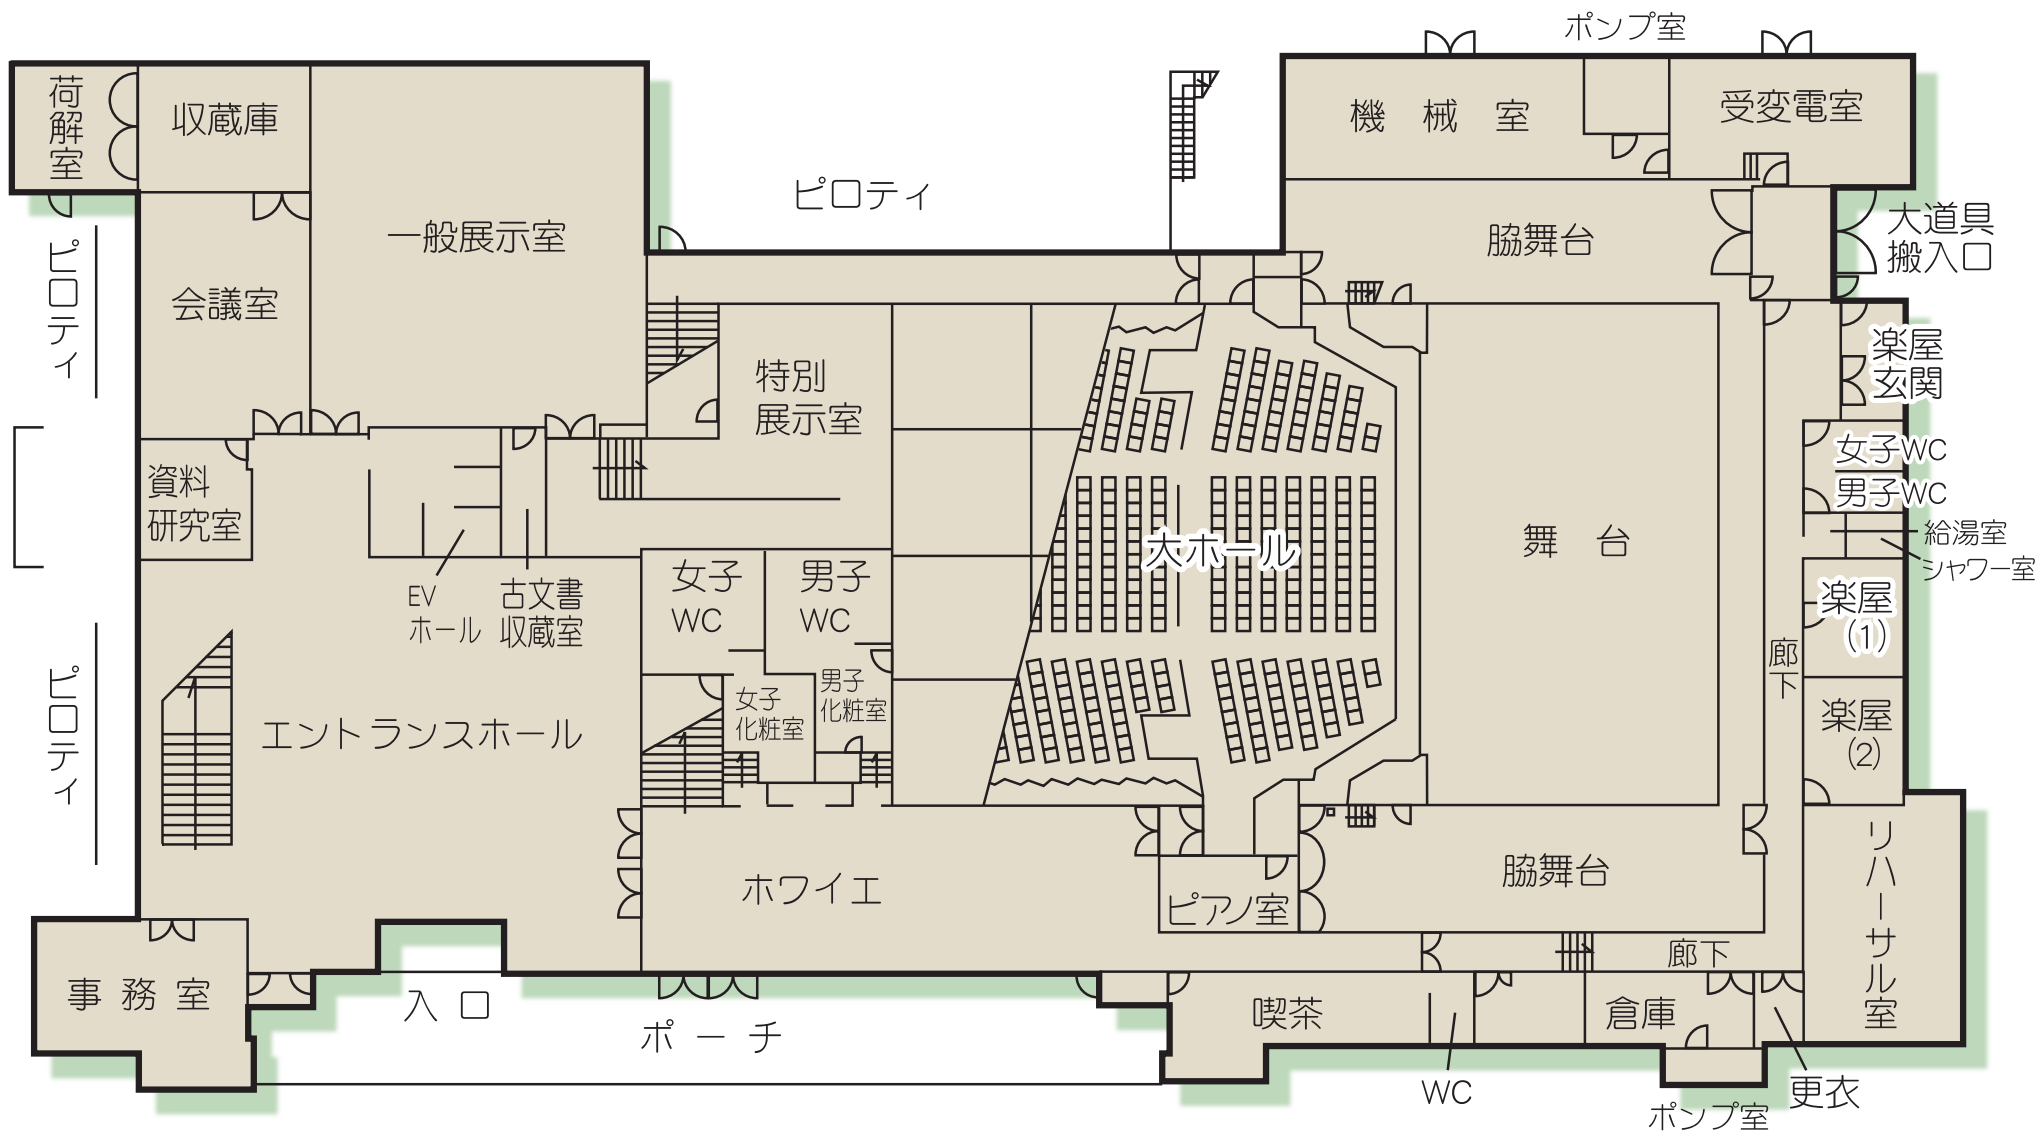 ポンプ室
荷解室
収蔵庫
機械室
受変電室
ピロティ
一般展示室
脇舞台
大道具
搬入口
ピロティ
会議室
特別
展示室
楽屋
玄関
女子WC
男子WC
資料
研究室
大ホール
舞台
給湯室
シャワー室
女子
WC
男子
WC
EV
ホール
古文書
収蔵室
楽屋
(1)
廊下
ピロティ
女子
化粧室
男子
化粧室
エントランスホール
楽屋
(2)
ホワイエ
ピアノ室
脇舞台
リハーサル室
廊下
事務室
入口
ポーチ
喫茶
倉庫
WC
ポンプ室
更衣